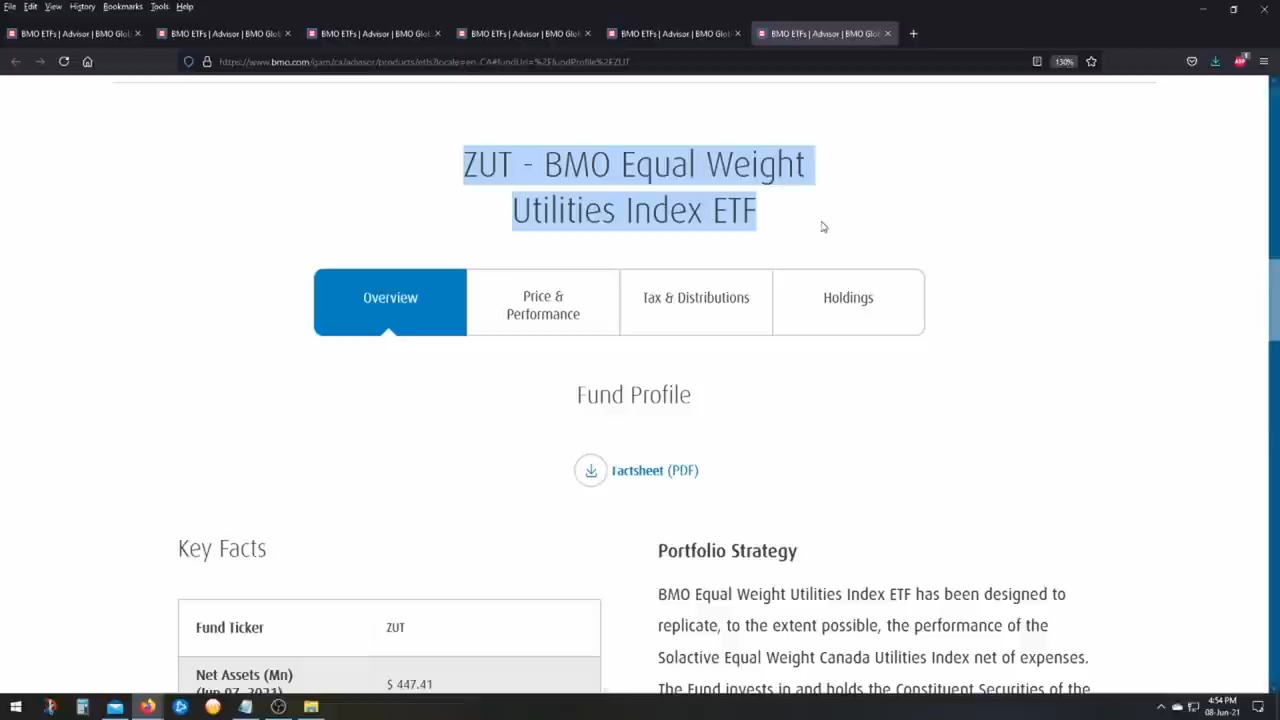 File Edit View History Bookmarks Tools Help
BMO ETFs | Advisor | BMO Glob × BMO ETFs | Advisor | BMO Glob × BMO ETFs | Advisor | BMO Glob × BMO ETFs | Advisor | BMO Glob × BMO ETFs | Advisor | BMO Glob × BMO ETFs | Advisor | BMO Glob ×
https://www.bmo.com/gam/ca/advisor/products/etfs?locale=en_CA#fundUrl=%2FfundProfile%2FZUT
130%
ZUT - BMO Equal Weight
Utilities Index ETF
Overview
Price &
Performance
Tax & Distributions
Holdings
Fund Profile
Factsheet (PDF)
Key Facts
Fund Ticker ZUT
Net Assets (Mn)
(Jun 07, 2021)
$ 447.41
Portfolio Strategy
BMO Equal Weight Utilities Index ETF has been designed to
replicate, to the extent possible, the performance of the
Solactive Equal Weight Canada Utilities Index net of expenses.
The Fund invests in and holds the Constituent Securities of the
4:54 PM
08-Jun-21